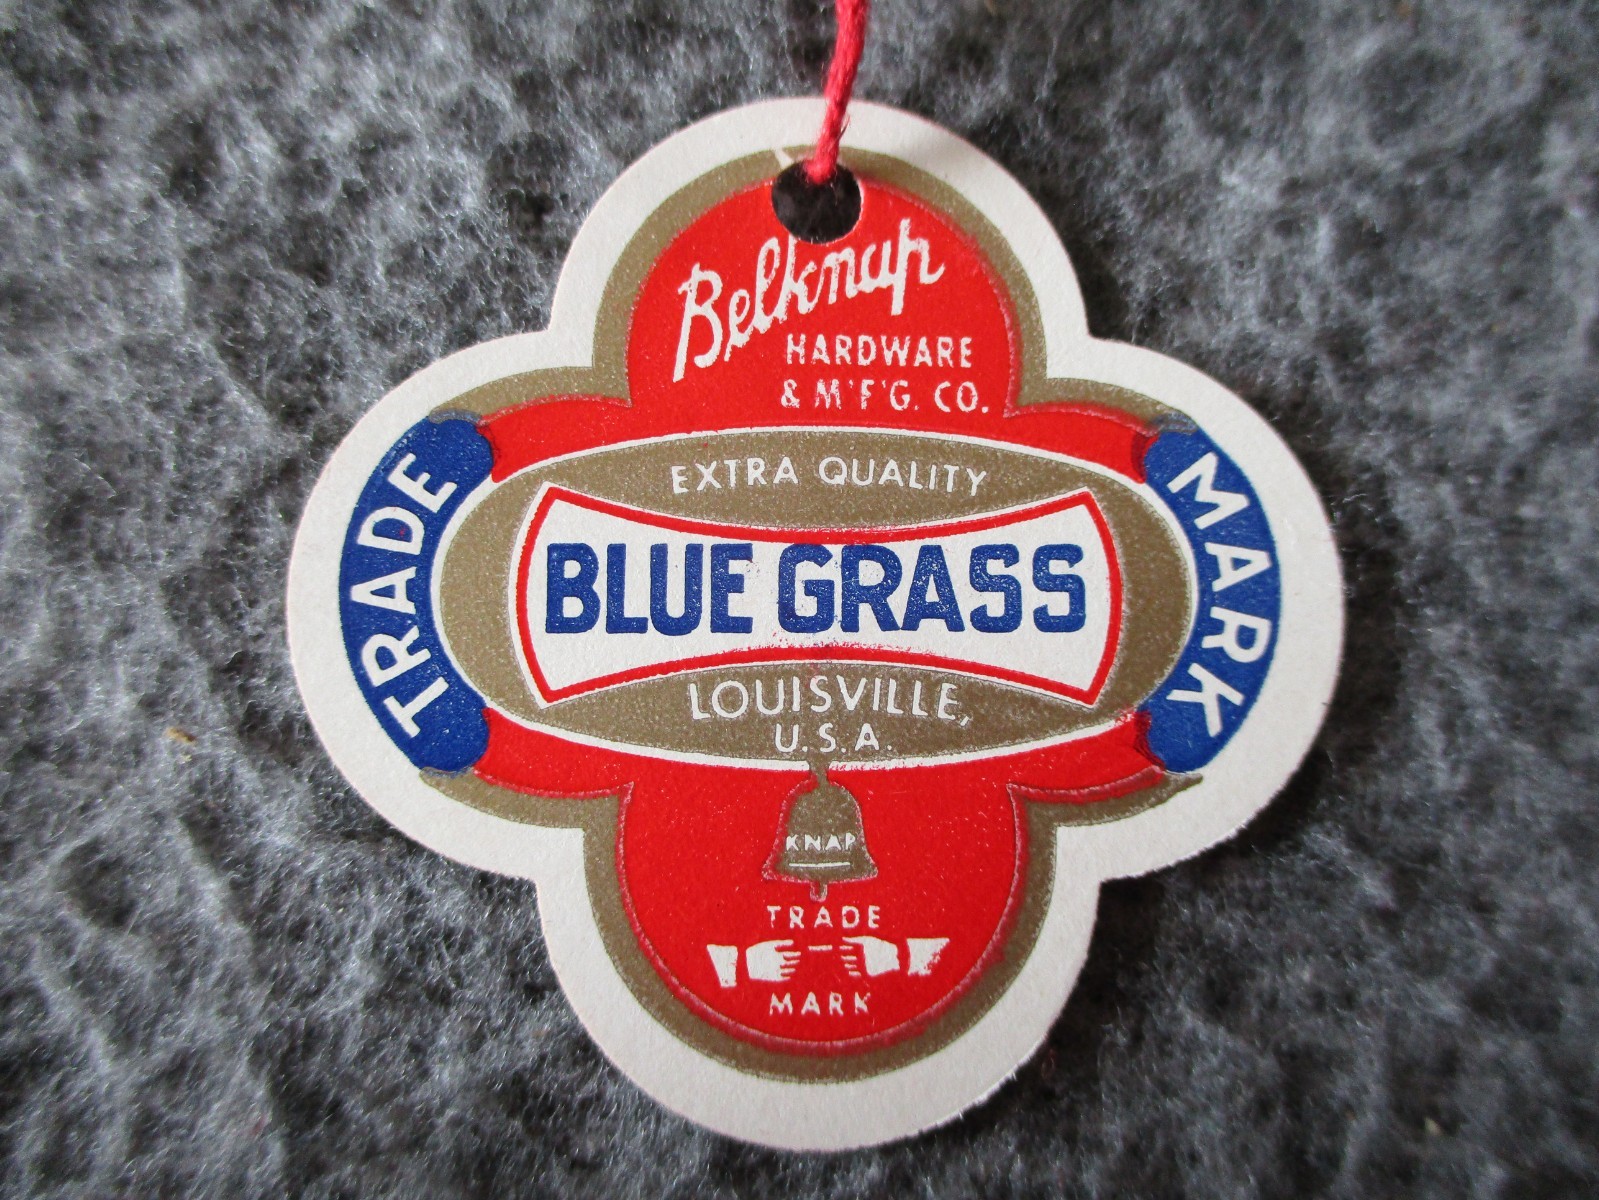 Belknap
HARDWARE
& M'F'G. CO.
EXTRA QUALITY
TRADE
BLUE GRASS
MARK
LOUISVILLE,
U.S.A.
KNAP
TRADE
MARK